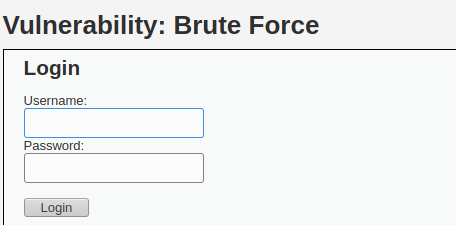 Vulnerability: Brute Force
Login
Username:
Password:
Login